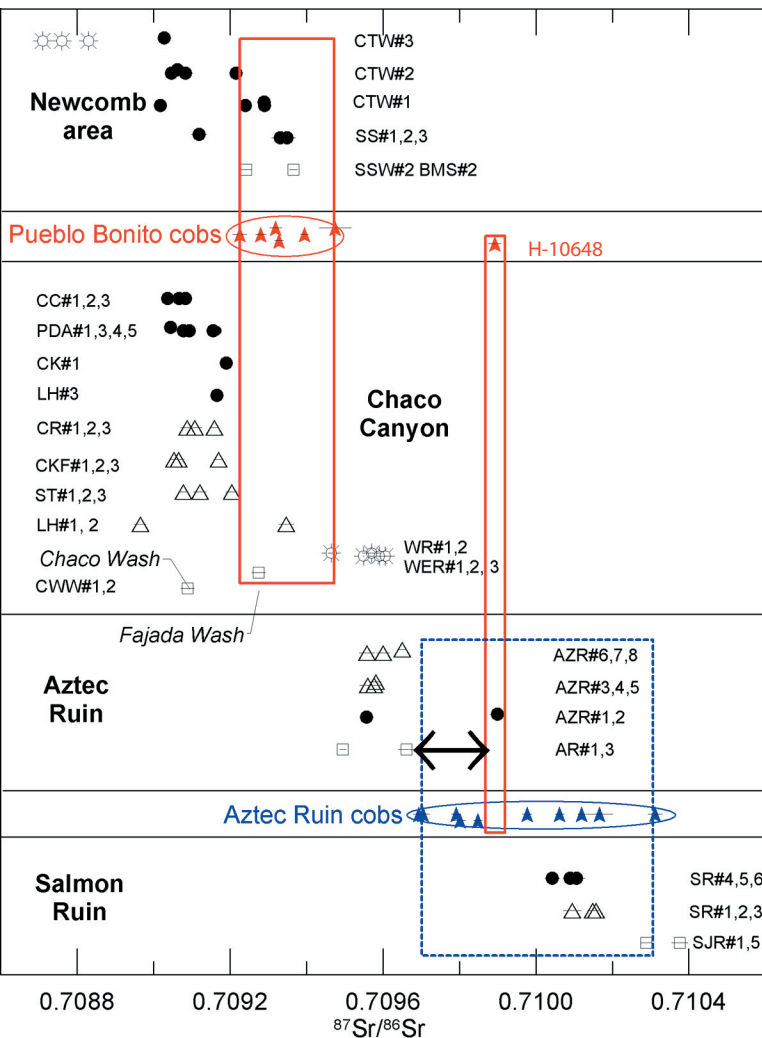 CTW#3
CTW#2
Newcomb
area
CTW#1
SS#1,2,3
SSW#2 BMS#2
Pueblo Bonito cobs
H-10648
CC#1,2,3
PDA#1,3,4,5
CK#1
LH#3
Chaco
Canyon
CR#1,2,3
CKF#1,2,3
ST#1,2,3
LH#1, 2
WR#1,2
WER#1,2, 3
Chaco Wash
CWW#1,2
Fajada Wash
Aztec
Ruin
AZR#6,7,8
AZR#3,4,5
AZR#1,2
AR#1,3
Aztec Ruin cobs
Salmon
Ruin
SR#4,5,6
SR#1,2,3
SJR#1,5
0.7088 0.7092 0.7096 0.7100 0.7104
⁸⁷Sr/⁸⁶Sr